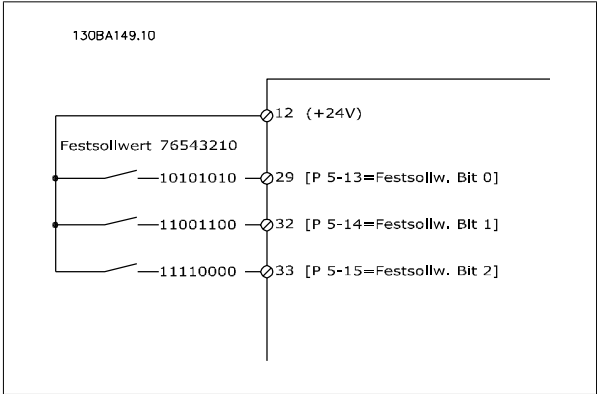 130BA149.10
12 (+24V)
Festsollwert 76543210
10101010 29 [P 5-13=Festsollw. Bit 0]
11001100 32 [P 5-14=Festsollw. Bit 1]
11110000 33 [P 5-15=Festsollw. Bit 2]